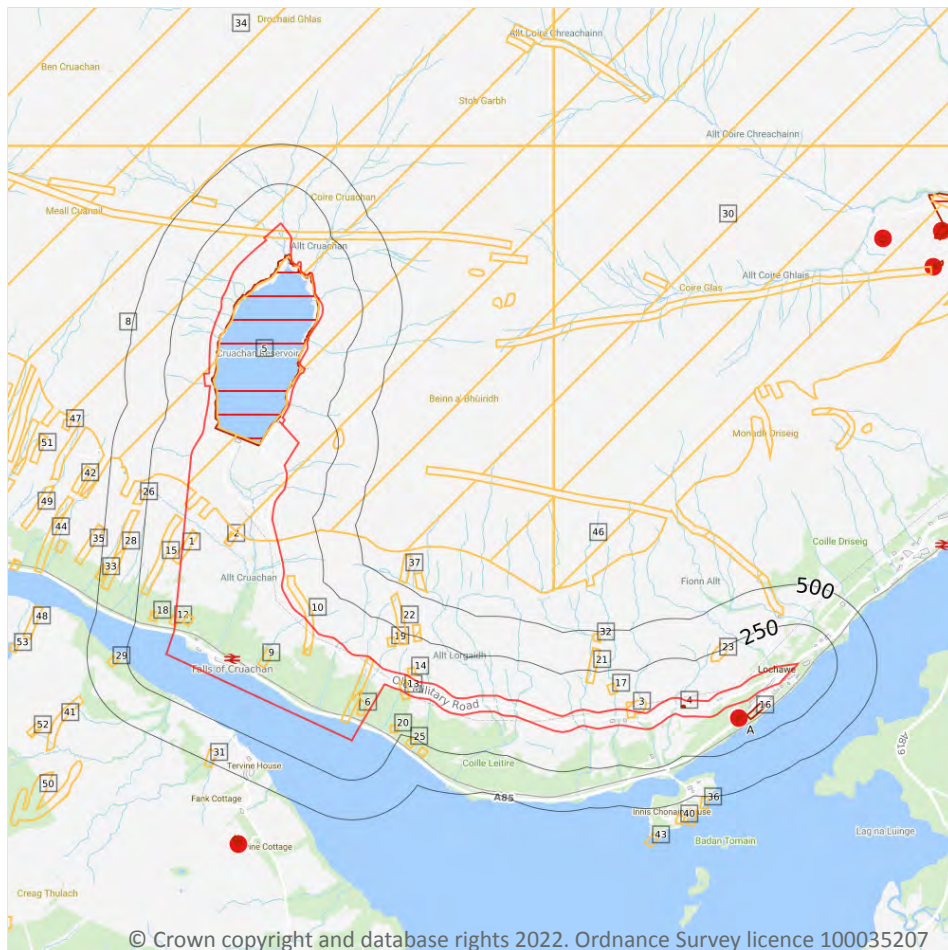 Drochaid Ghlas
34
Allt Coire Chreachainn
Ben Cruachan
Stob Garbh
Allt Coire Chreachainn
Coire Cruachan
Meall Cuanail
30
Allt Cruachan
Allt Coire Ghlais
Coire Glas
8
5
Cruachan Reservoir
Beinn a' Bhùiridh
47
Monadh Driseig
51
42
26
49
44
2
46
35
28
1
15
Coille Driseig
33
37
Allt Cruachan
Fionn Allt
500
10
18
12
22
48
250
19
32
53
Allt Lorgaidh
23
29
9
21
Falls of Cruachan
14
Lochawe
13
17
Old Military Road
6
3
4
16
41
52
20
A
25
31
A819
Tervine House
Coille Leitire
50
Fank Cottage
A85
36
Innis Chonain House
40
43
Badan Tomain
Lag na Luinge
ne Cottage
Creag Thulach
© Crown copyright and database rights 2022. Ordnance Survey licence 100035207